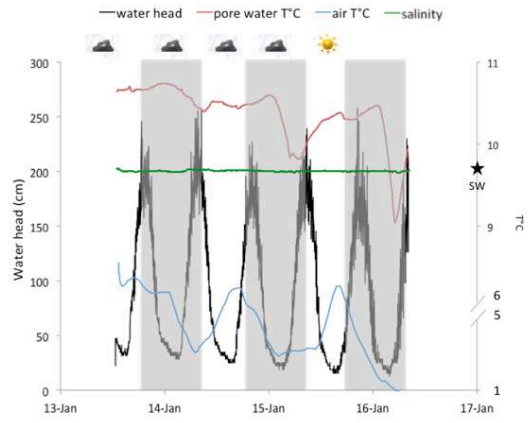 water head pore water T°C air T°C salinity
300
250
200
150
100
50
0
Water head (cm)
11
10
9
6
5
1
T°C
SW
13-Jan 14-Jan 15-Jan 16-Jan 17-Jan